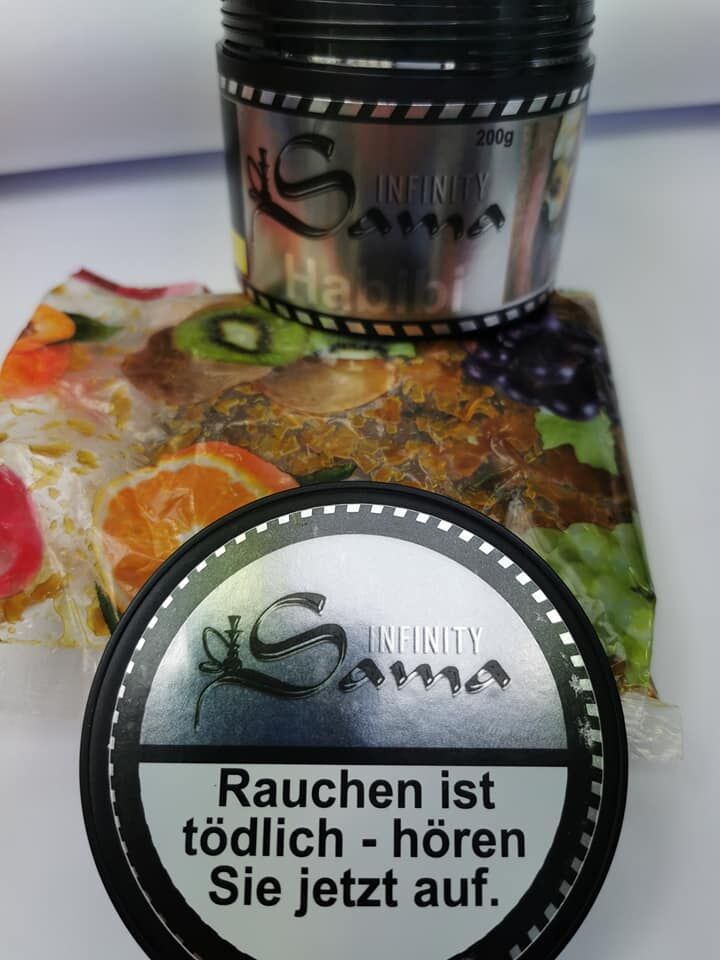 200g
INFINITY
Sama
Habibi
INFINITY
Sama
Rauchen ist
tödlich - hören
Sie jetzt auf.